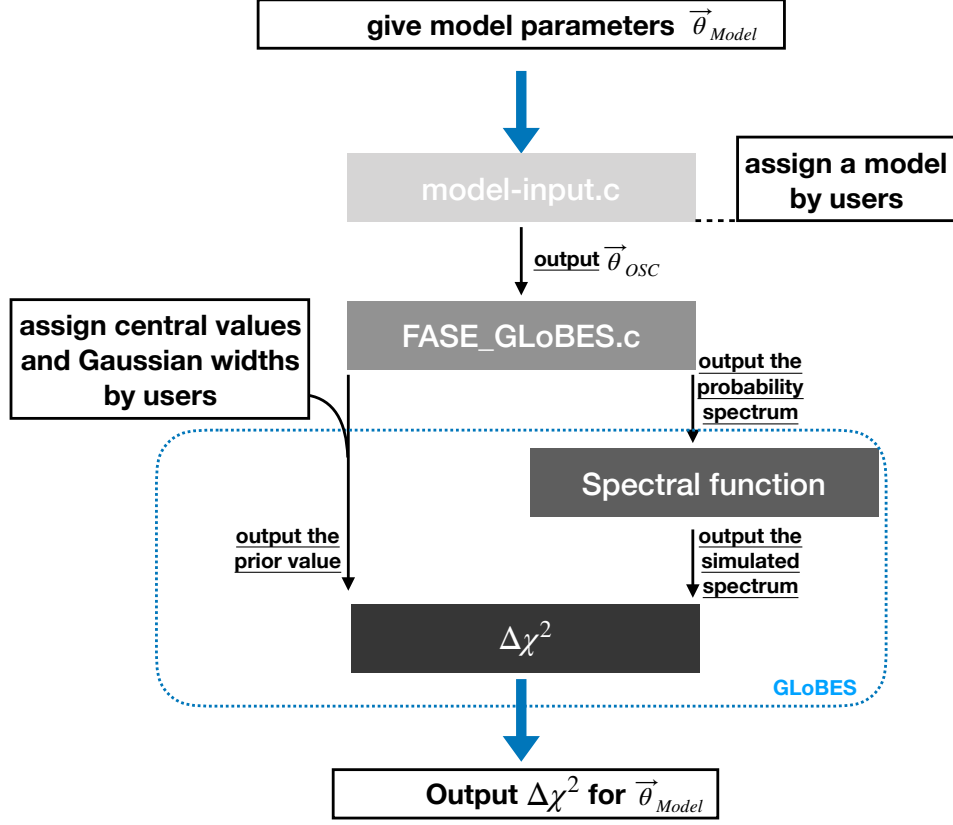 give model parameters θ⃗ Model
model-input.c
assign a model
by users
output θ⃗ OSC
assign central values
and Gaussian widths
by users
FASE_GLoBES.c
output the
probability
spectrum
Spectral function
output the
prior value
output the
simulated
spectrum
Δχ²
GLoBES
Output Δχ² for θ⃗ Model